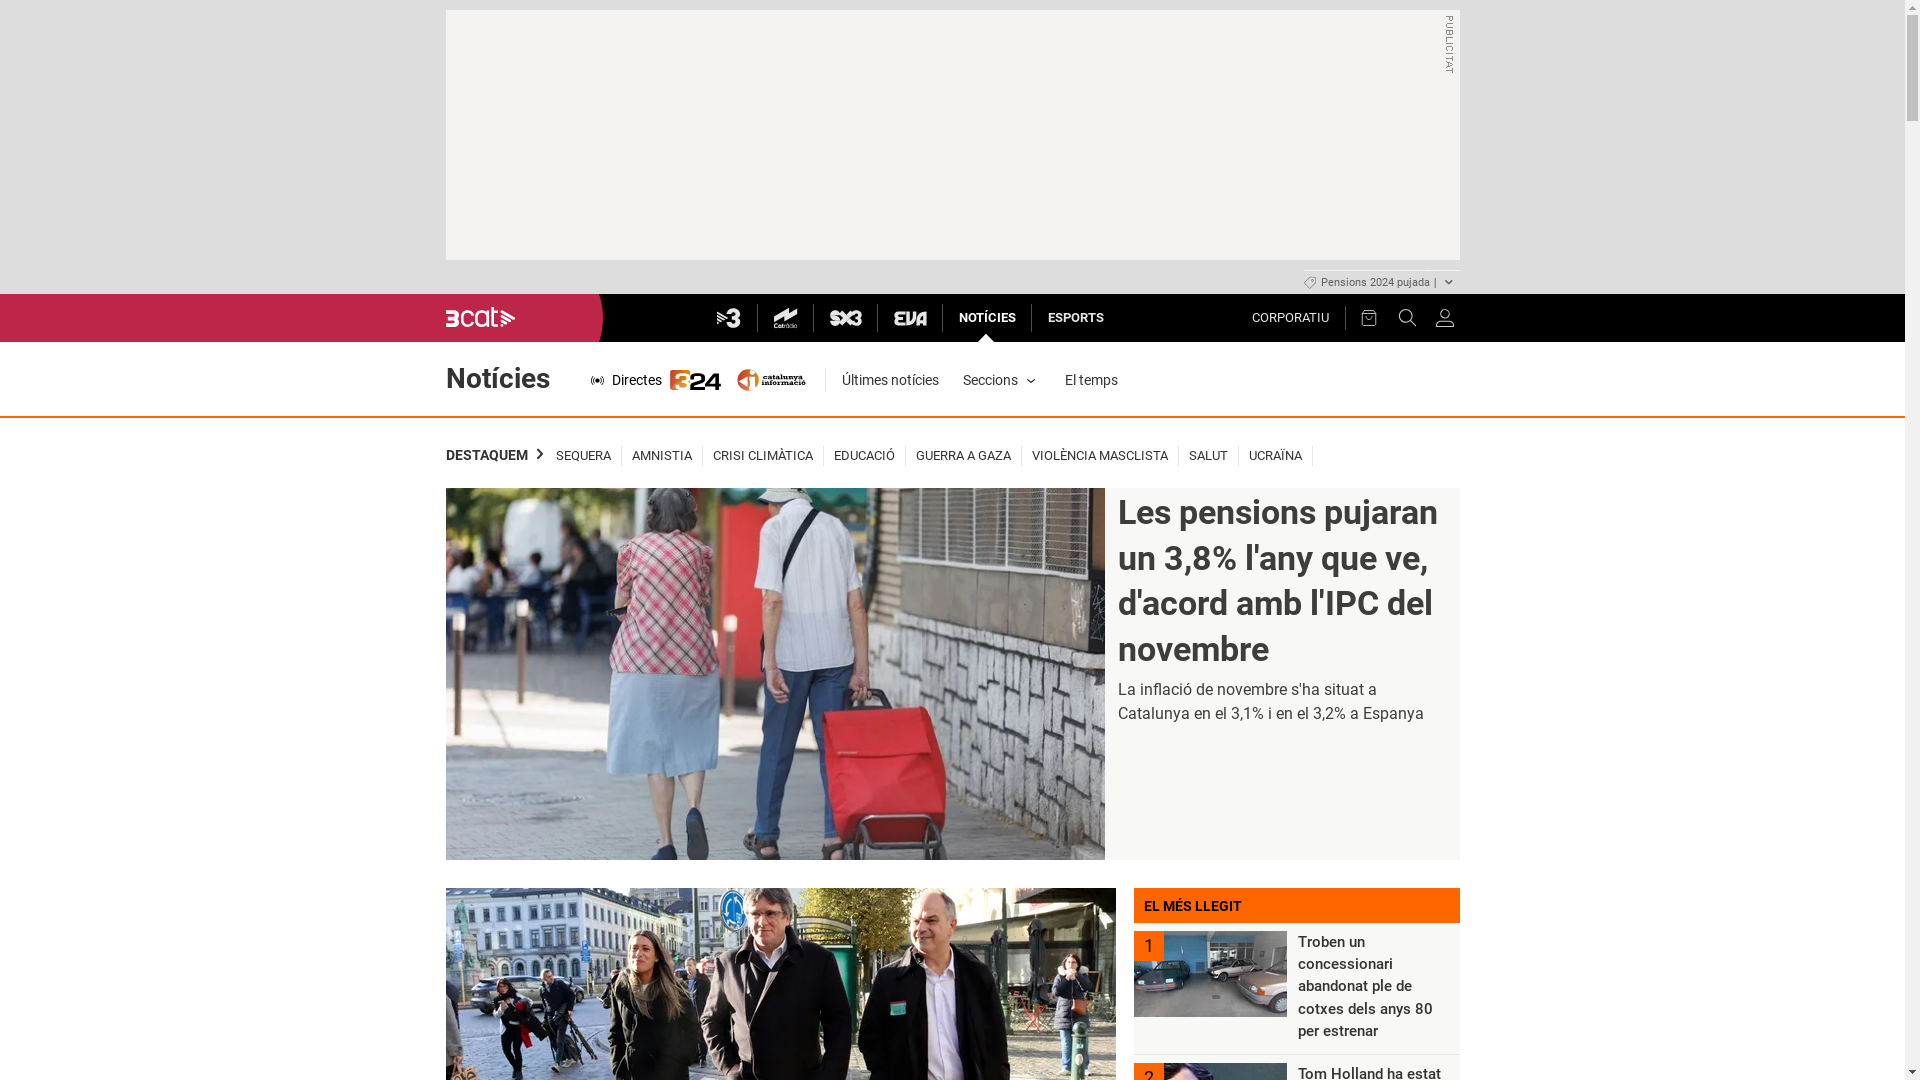 PUBLICITAT
Pensions 2024 pujada |
3cat
3
Catràdio
SX3
EVA
NOTÍCIES
ESPORTS
CORPORATIU
Notícies
Directes
324
catalunya
informació
Últimes notícies
Seccions
El temps
DESTAQUEM
SEQUERA
AMNISTIA
CRISI CLIMÀTICA
EDUCACIÓ
GUERRA A GAZA
VIOLÈNCIA MASCLISTA
SALUT
UCRAÏNA
Les pensions pujaran
un 3,8% l'any que ve,
d'acord amb l'IPC del
novembre
La inflació de novembre s'ha situat a
Catalunya en el 3,1% i en el 3,2% a Espanya
EL MÉS LLEGIT
1
Troben un
concessionari
abandonat ple de
cotxes dels anys 80
per estrenar
2
Tom Holland ha estat